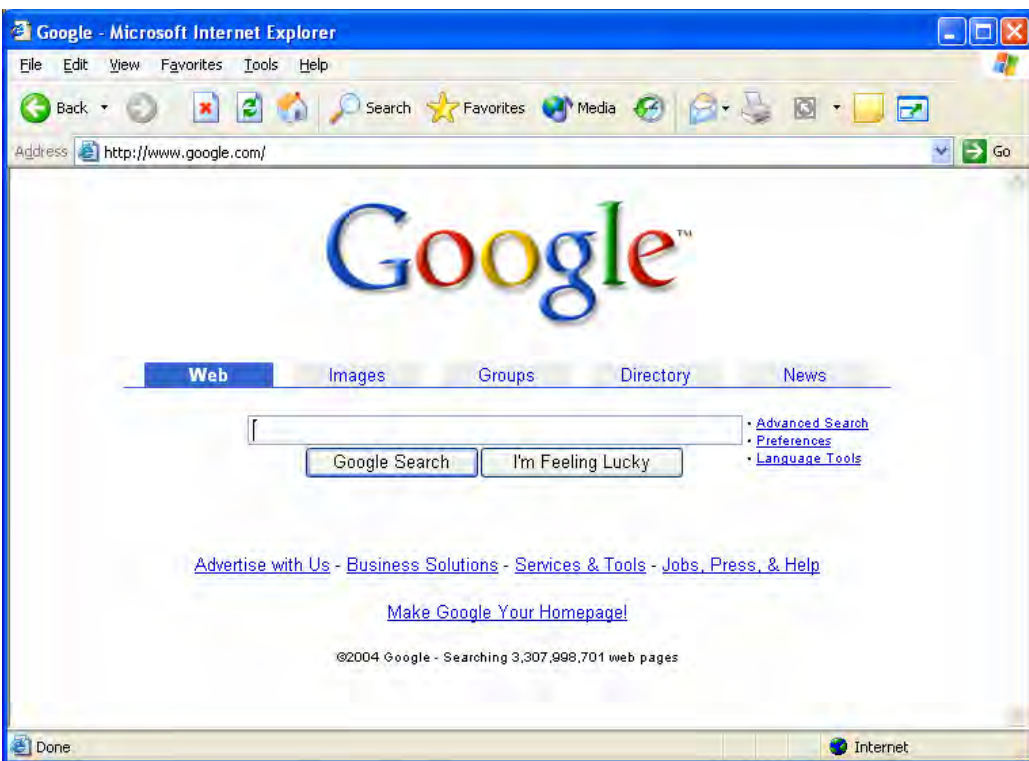 Google - Microsoft Internet Explorer
File Edit View Favorites Tools Help
Back Search Favorites Media
Address http://www.google.com/ Go
Google™
Web Images Groups Directory News
· Advanced Search
· Preferences
Google Search I'm Feeling Lucky · Language Tools
Advertise with Us - Business Solutions - Services & Tools - Jobs, Press, & Help
Make Google Your Homepage!
©2004 Google - Searching 3,307,998,701 web pages
Done Internet